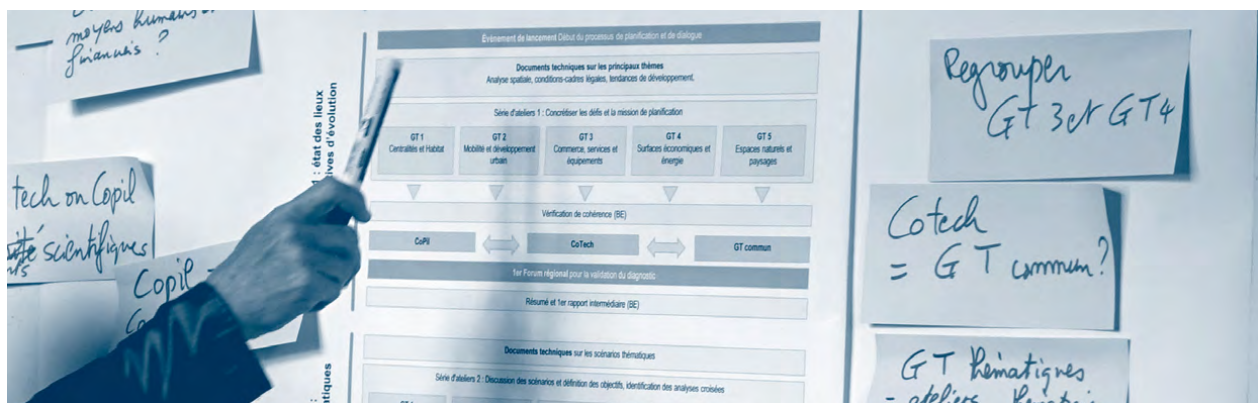 moyens humains
financiers ?
tech ou Copil
scientifiques
Copil
: état des lieux
ives d'évolution
Évènement de lancement Début du processus de planification et de dialogue
Documents techniques sur les principaux thèmes
Analyse spatiale, conditions-cadres légales, tendances de développement.
Série d'ateliers 1 : Concrétiser les défis et la mission de planification
GT 1
Centralités et Habitat
GT 2
Mobilité et développement
urbain
GT 3
Commerce, services et
équipements
GT 4
Surfaces économiques et
énergie
GT 5
Espaces naturels et
paysages
Vérification de cohérence (BE)
CoPil
CoTech
GT commun
1er Forum régional pour la validation du diagnostic
Résumé et 1er rapport intermédiaire (BE)
Documents techniques sur les scénarios thématiques
Série d'ateliers 2 : Discussion des scénarios et définition des objectifs, identification des analyses croisées
atiques
Regrouper
GT 3 et GT4
Cotech
= GT commun ?
GT thématiques
- ateliers